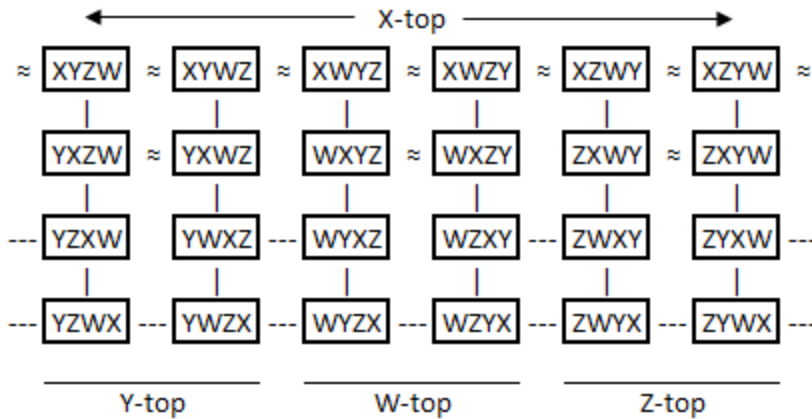 X-top
≈ XYZW ≈ XYWZ ≈ XWYZ ≈ XWZY ≈ XZWY ≈ XZYW ≈
| | | | | |
YXZW ≈ YXWZ WXYZ ≈ WXZY ZXWY ≈ ZXYW
| | | | | |
--- YZXW YWXZ --- WYXZ WZXY --- ZWXY ZYXW ---
| | | | | |
--- YZWX --- YWZX --- WYZX --- WZYX --- ZWYX --- ZYWX ---
Y-top W-top Z-top